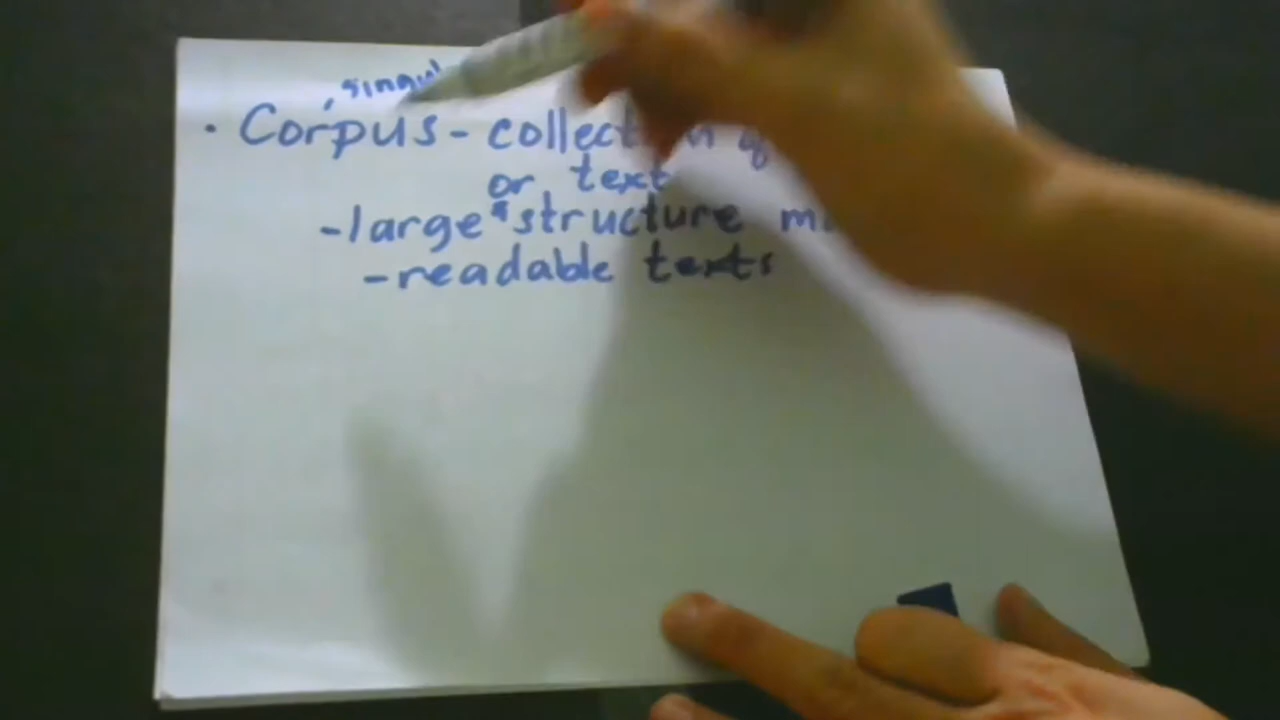 singul
• Corpus - collect
or text
- large structure
- readable texts